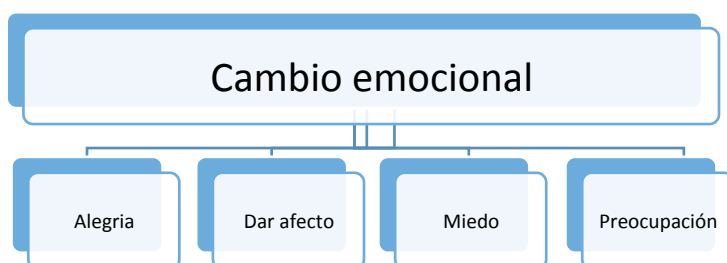 Cambio emocional
Alegria
Dar afecto
Miedo
Preocupación